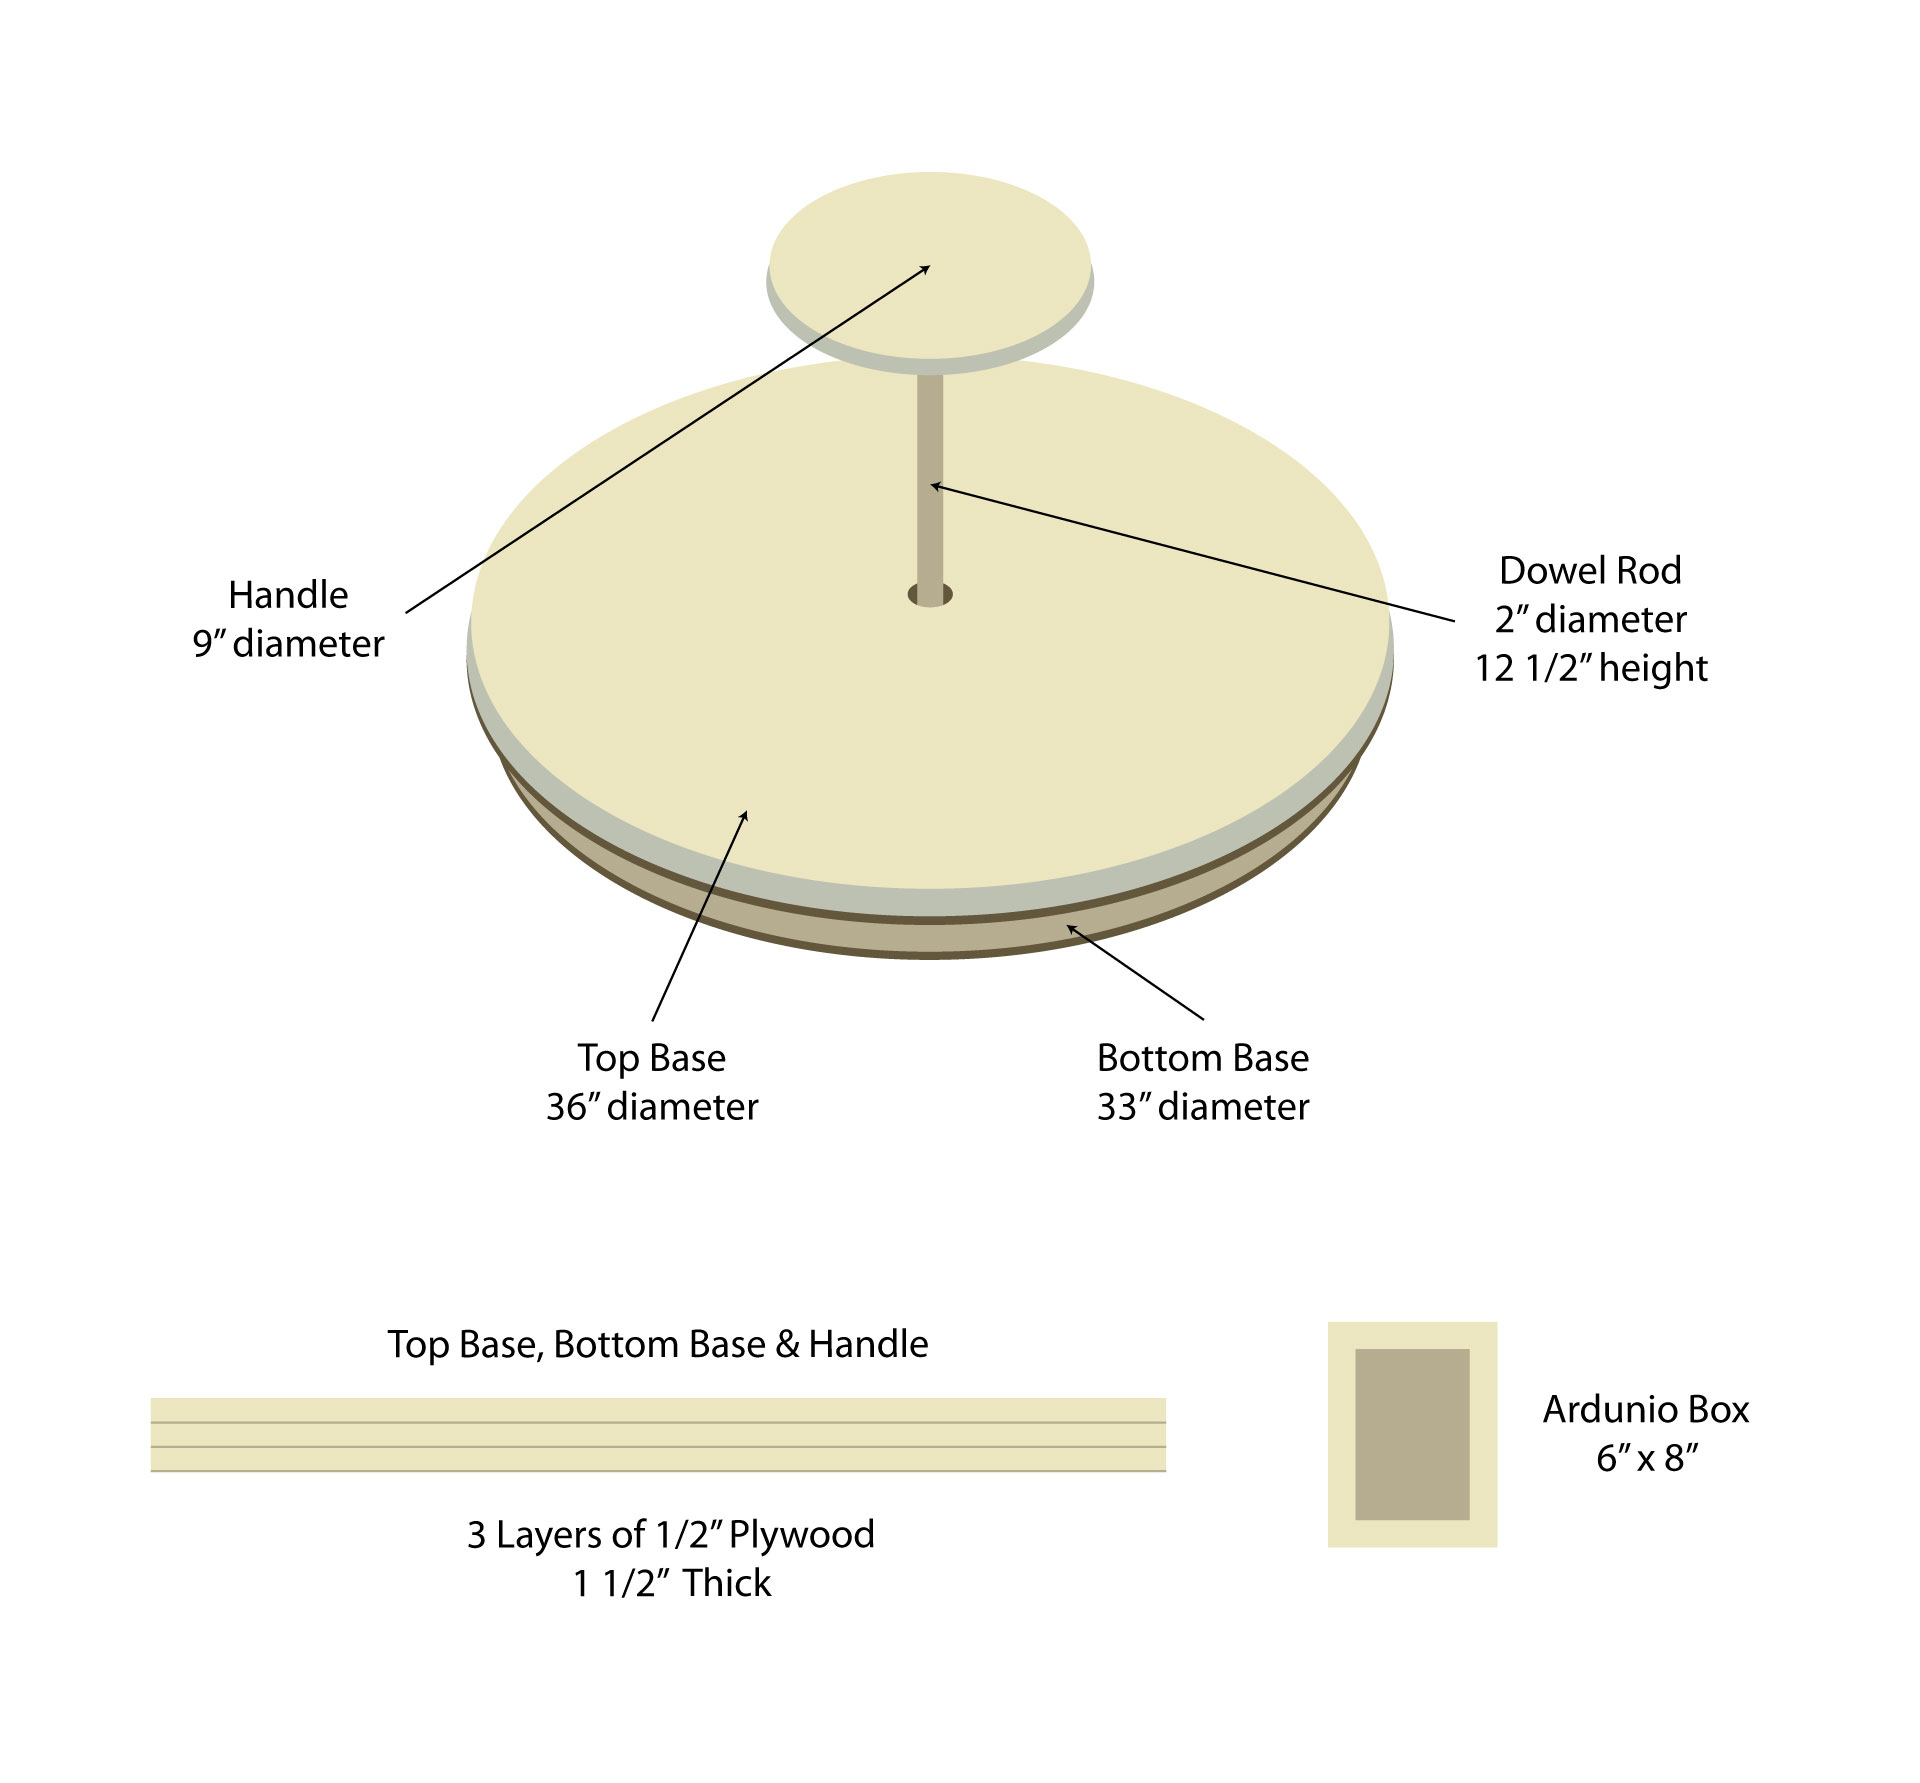 Handle
9” diameter
Dowel Rod
2” diameter
12 1/2” height
Top Base
36” diameter
Bottom Base
33” diameter
Top Base, Bottom Base & Handle
3 Layers of 1/2” Plywood
1 1/2” Thick
Ardunio Box
6” x 8”